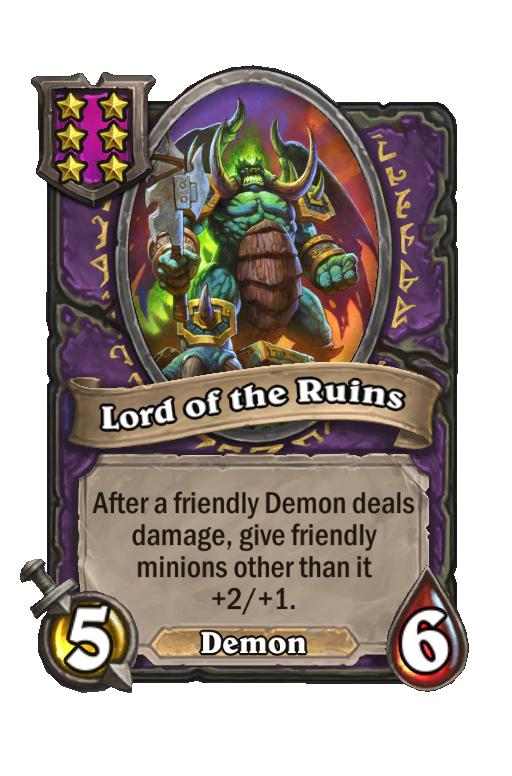 Lord of the Ruins
After a friendly Demon deals
damage, give friendly
minions other than it
+2/+1.
Demon
5
6